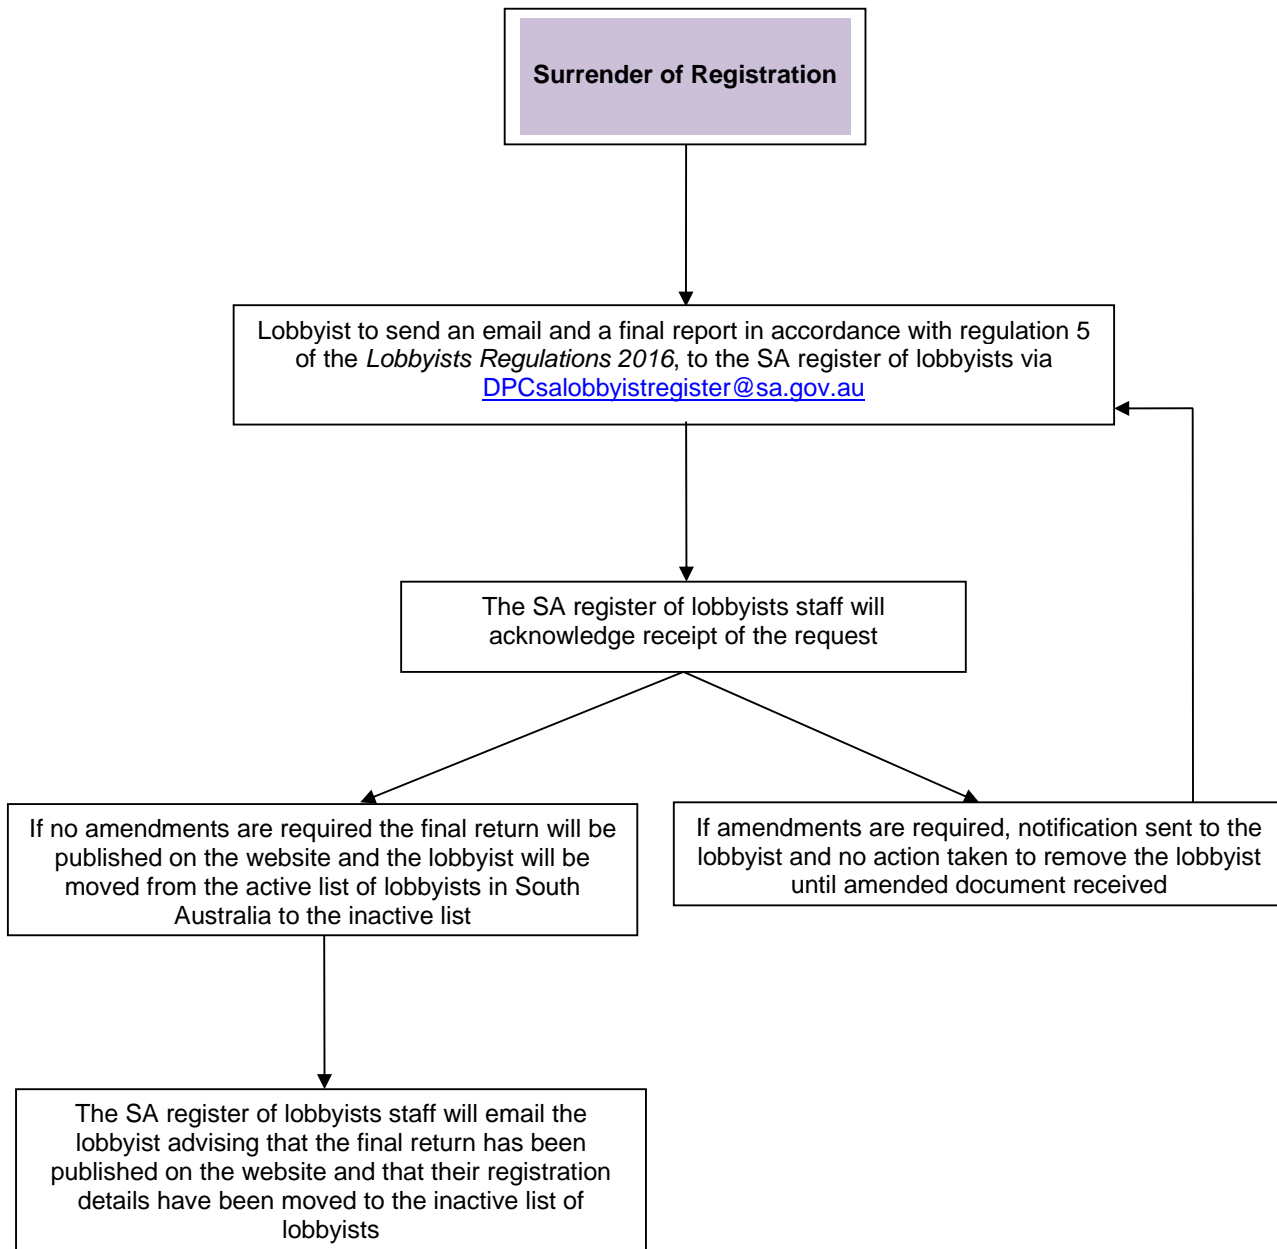 Surrender of Registration
Lobbyist to send an email and a final report in accordance with regulation 5
of the Lobbyists Regulations 2016, to the SA register of lobbyists via
DPCsalobbyistregister@sa.gov.au
The SA register of lobbyists staff will
acknowledge receipt of the request
If no amendments are required the final return will be
published on the website and the lobbyist will be
moved from the active list of lobbyists in South
Australia to the inactive list
If amendments are required, notification sent to the
lobbyist and no action taken to remove the lobbyist
until amended document received
The SA register of lobbyists staff will email the
lobbyist advising that the final return has been
published on the website and that their registration
details have been moved to the inactive list of
lobbyists